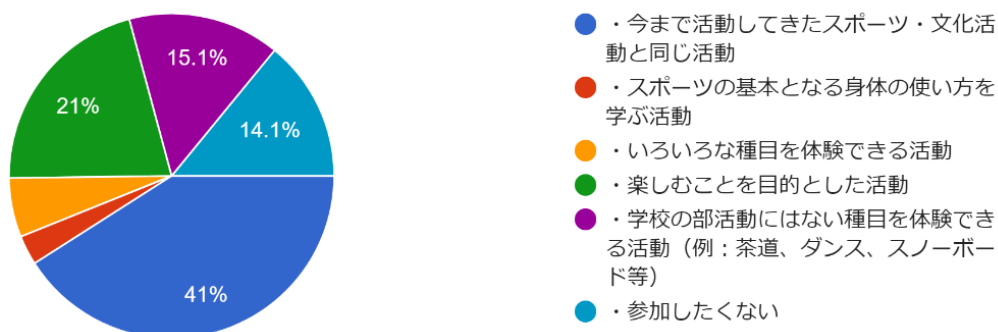 15.1%
21%
14.1%
41%
・今まで活動してきたスポーツ・文化活
動と同じ活動
・スポーツの基本となる身体の使い方を
学ぶ活動
・いろいろな種目を体験できる活動
・楽しむことを目的とした活動
・学校の部活動にはない種目を体験でき
る活動（例：茶道、ダンス、スノーボー
ド等）
・参加したくない